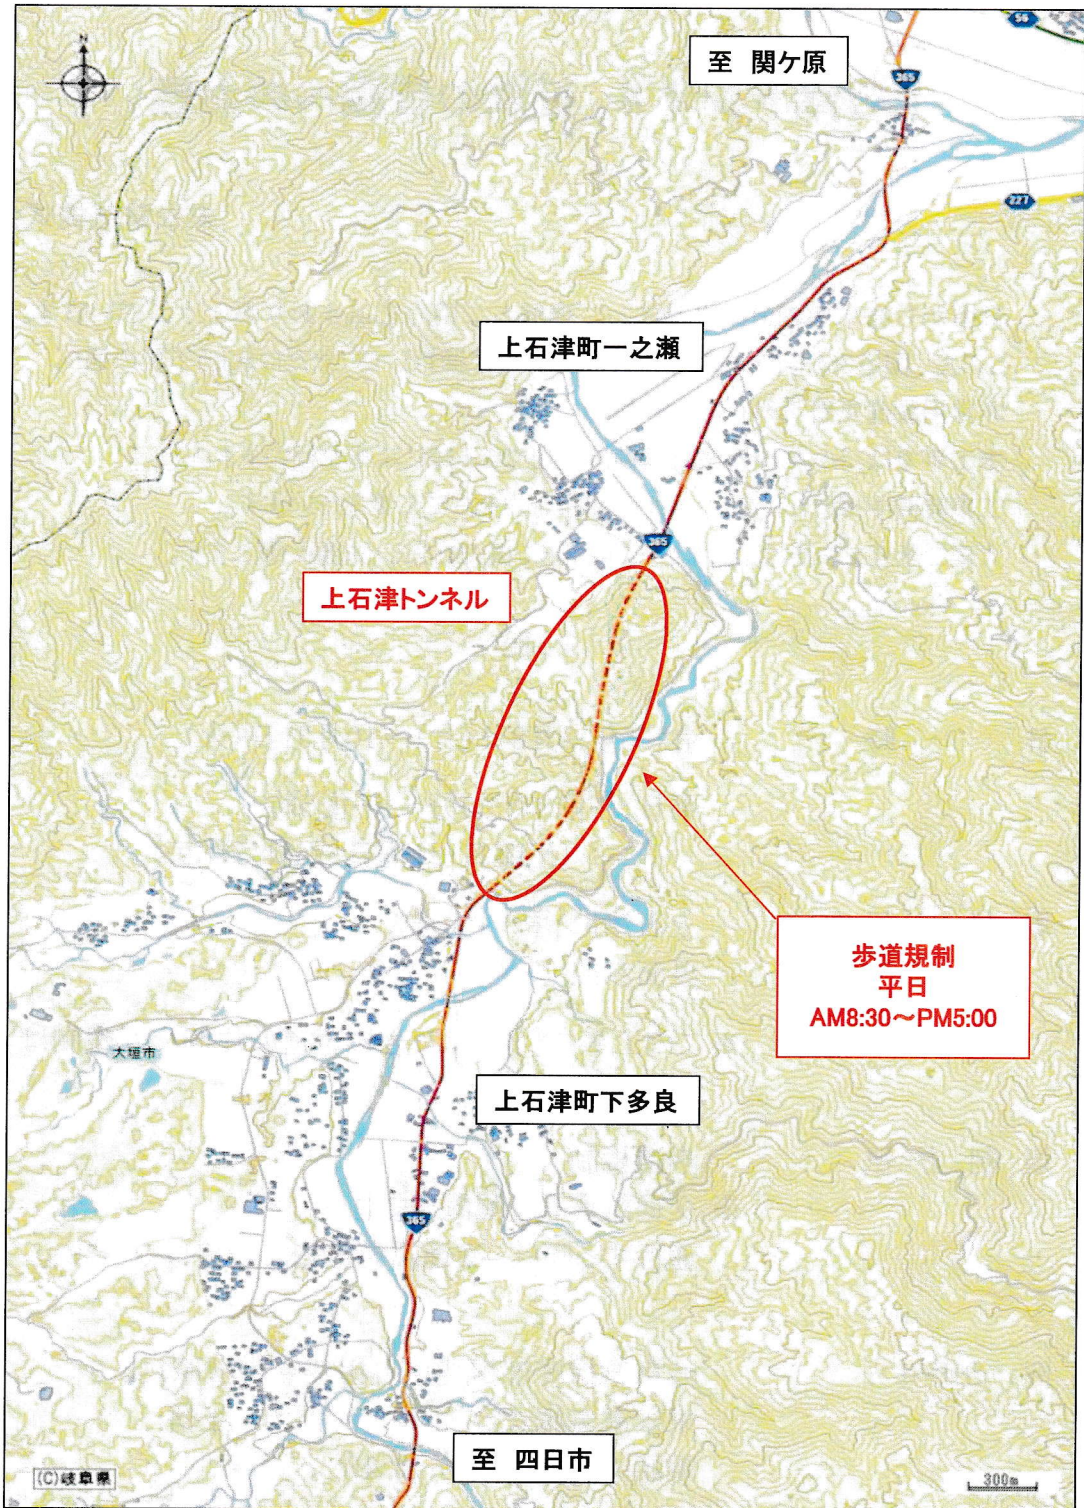 N
56
至 関ケ原
365
227
上石津町一之瀬
365
上石津トンネル
歩道規制
平日
AM8:30～PM5:00
大垣市
上石津町下多良
365
至 四日市
(C)岐阜県
300m